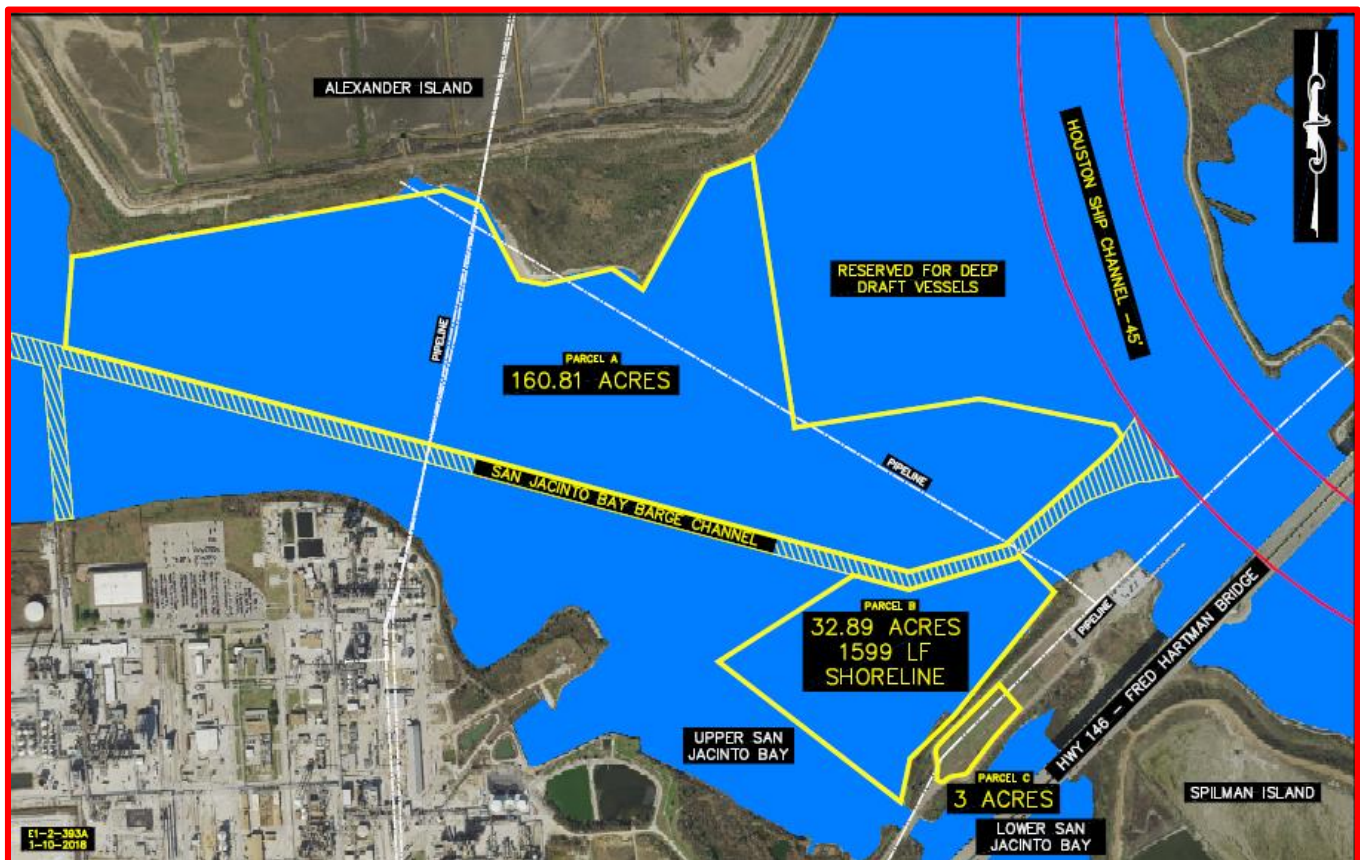 ALEXANDER ISLAND
HOUSTON SHIP CHANNEL -45'
RESERVED FOR DEEP
DRAFT VESSELS
PIPELINE
PARCEL A
160.81 ACRES
PIPELINE
SAN JACINTO BAY BARGE CHANNEL
PARCEL B
32.89 ACRES
1599 LF
SHORELINE
PIPELINE
HWY 146 - FRED HARTMAN BRIDGE
UPPER SAN
JACINTO BAY
PARCEL C
3 ACRES
SPILMAN ISLAND
LOWER SAN
JACINTO BAY
E1-2-393A
1-10-2018